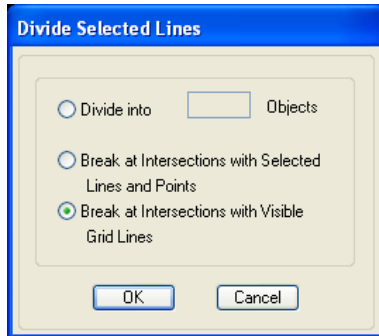 Divide Selected Lines
Divide into Objects
Break at Intersections with Selected
Lines and Points
Break at Intersections with Visible
Grid Lines
OK Cancel